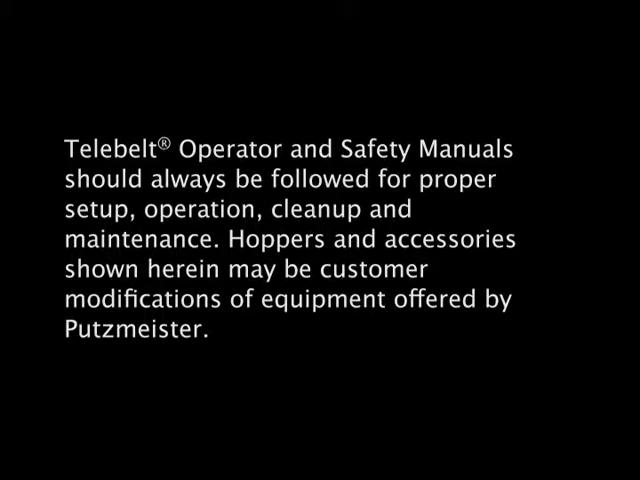 Telebelt® Operator and Safety Manuals
should always be followed for proper
setup, operation, cleanup and
maintenance. Hoppers and accessories
shown herein may be customer
modifications of equipment offered by
Putzmeister.